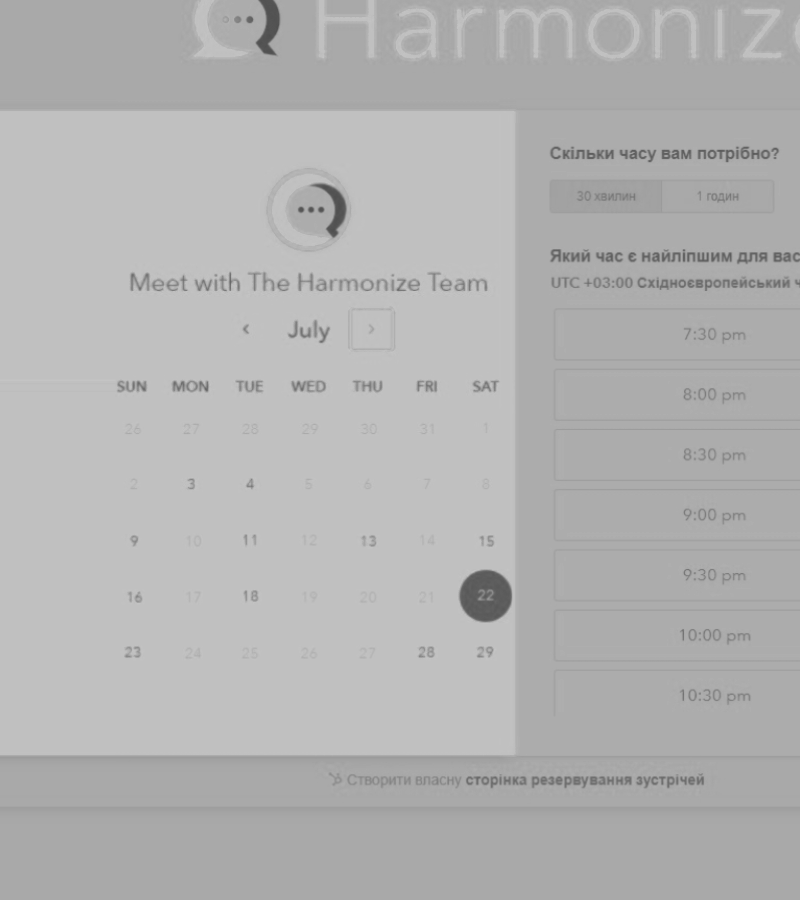 Harmoniz
Meet with The Harmonize Team
July
SUN MON TUE WED THU FRI SAT
26 27 28 29 30 31 1
2 3 4 5 6 7 8
9 10 11 12 13 14 15
16 17 18 19 20 21 22
23 24 25 26 27 28 29
Скільки часу вам потрібно?
30 хвилин 1 годин
Який час є найліпшим для вас
UTC +03:00 Східноєвропейський ч
7:30 pm
8:00 pm
8:30 pm
9:00 pm
9:30 pm
10:00 pm
10:30 pm
Створити власну сторінка резервування зустрічей